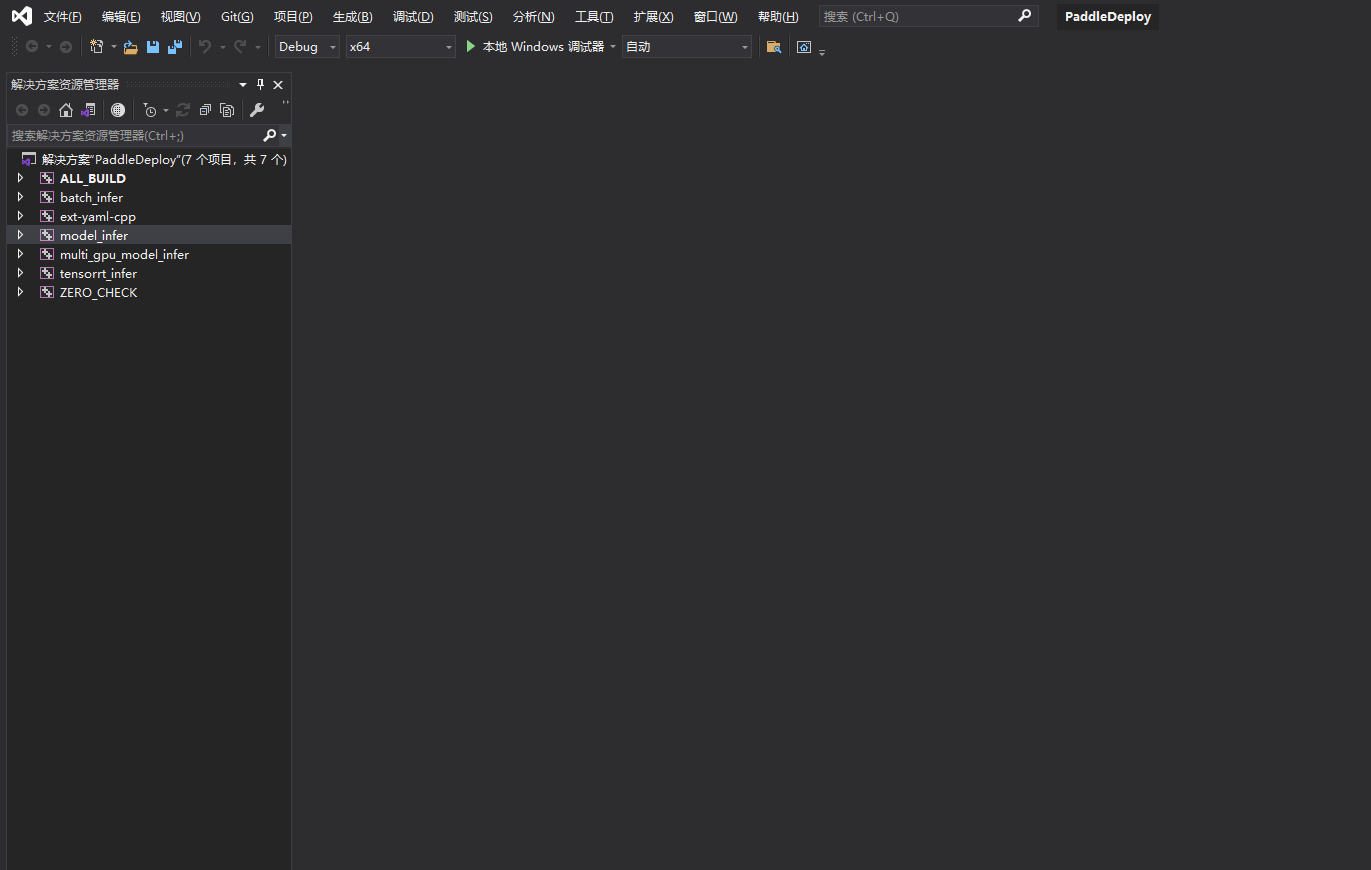 文件(F) 编辑(E) 视图(V) Git(G) 项目(P) 生成(B) 调试(D) 测试(S) 分析(N) 工具(T) 扩展(X) 窗口(W) 帮助(H) 搜索 (Ctrl+Q) PaddleDeploy
Debug x64 本地 Windows 调试器 自动
解决方案资源管理器
搜索解决方案资源管理器(Ctrl+;)
解决方案"PaddleDeploy"(7 个项目，共 7 个)
ALL_BUILD
batch_infer
ext-yaml-cpp
model_infer
multi_gpu_model_infer
tensorrt_infer
ZERO_CHECK